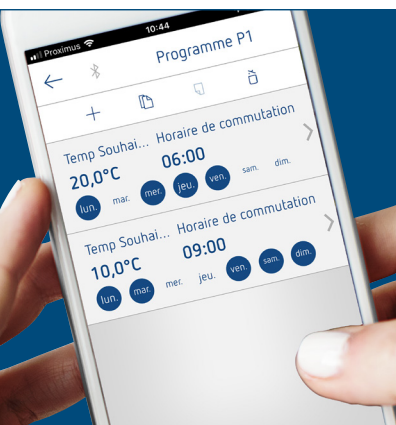 Proximus 10:44
Programme P1
Temp Souhai... Horaire de commutation
20,0°C 06:00
lun. mar. mer. jeu. ven. sam. dim.
Temp Souhai... Horaire de commutation
10,0°C 09:00
lun. mar. mer. jeu. ven. sam. dim.